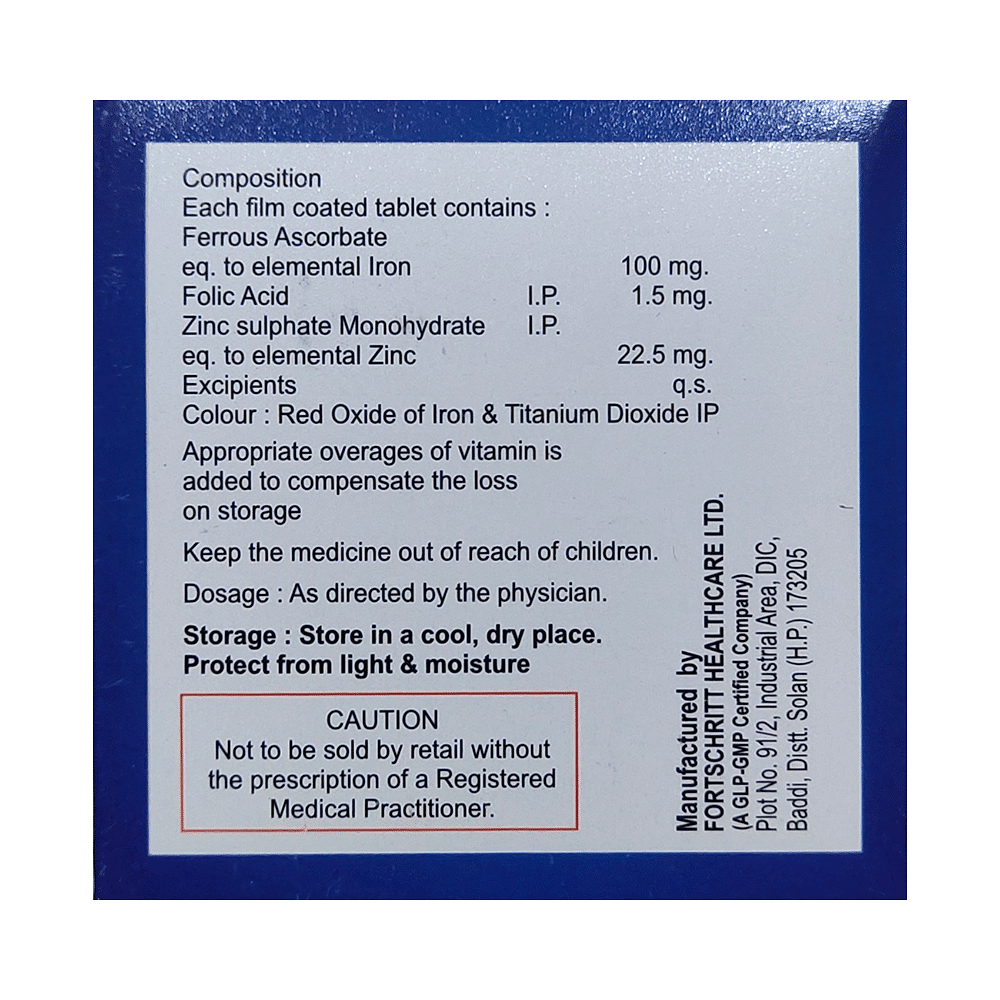 Composition
Each film coated tablet contains :
Ferrous Ascorbate
eq. to elemental Iron 100 mg.
Folic Acid I.P. 1.5 mg.
Zinc sulphate Monohydrate I.P.
eq. to elemental Zinc 22.5 mg.
Excipients q.s.
Colour : Red Oxide of Iron & Titanium Dioxide IP
Appropriate overages of vitamin is
added to compensate the loss
on storage
Keep the medicine out of reach of children.
Dosage : As directed by the physician.
Storage : Store in a cool, dry place.
Protect from light & moisture
CAUTION
Not to be sold by retail without
the prescription of a Registered
Medical Practitioner.
Manufactured by
FORTSCHRITT HEALTHCARE LTD.
(A GLP-GMP Certified Company)
Plot No. 91/2, Industrial Area, DIC,
Baddi, Distt. Solan (H.P.) 173205